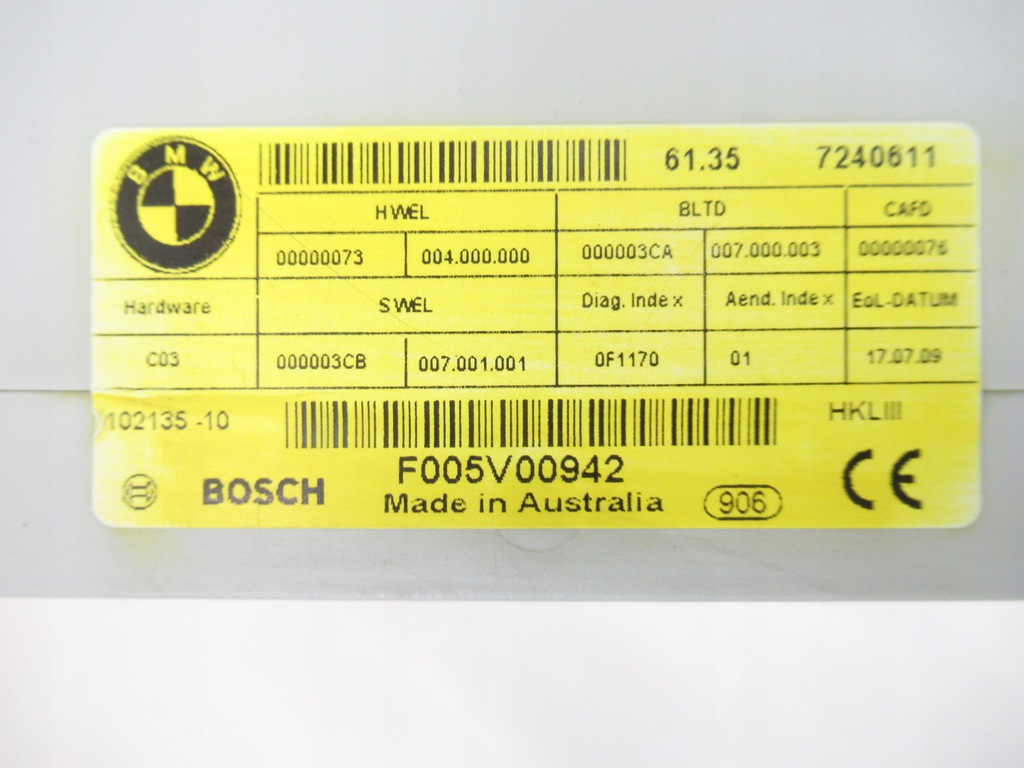 BMW
61.35 7240611
HWEL BLTD CAFD
00000073 004.000.000 000003CA 007.000.003 00000076
Hardware SWEL Diag. Index Aend. Index EoL-DATUM
C03 000003CB 007.001.001 0F1170 01 17.07.09
102135 -10 HKLIII
F005V00942
BOSCH Made in Australia 906 CE